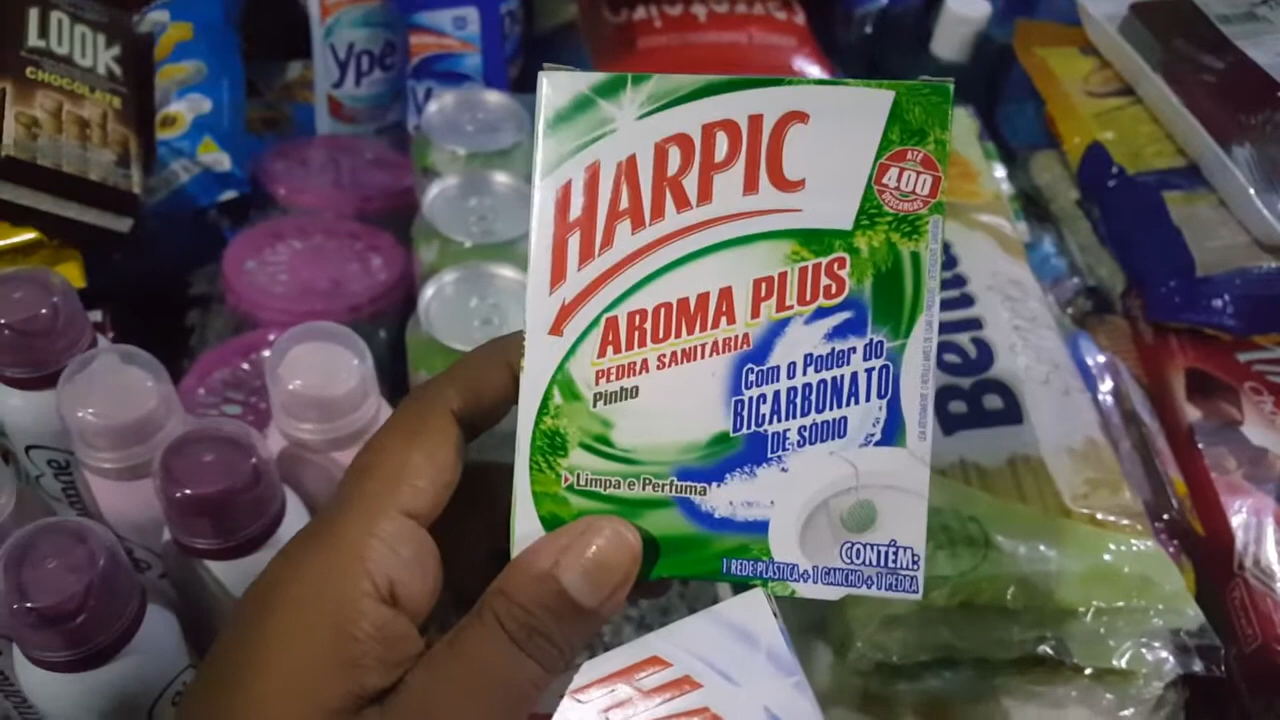 LOOK
CHOCOLATE
Ypê
HARPIC
ATÉ
400
DESCARGAS
AROMA PLUS
PEDRA SANITÁRIA
Pinho
Com o Poder do
BICARBONATO
DE SÓDIO
Limpa e Perfuma
CONTÉM:
1 REDE PLÁSTICA + 1 GANCHO + 1 PEDRA